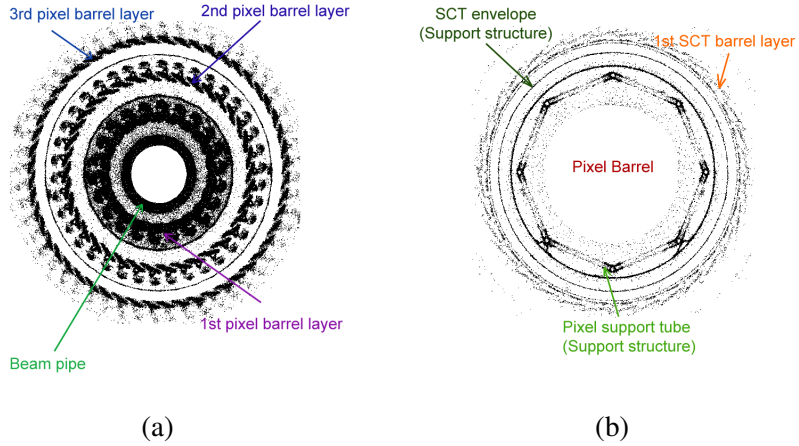 3rd pixel barrel layer
2nd pixel barrel layer
1st pixel barrel layer
Beam pipe
(a)
SCT envelope
(Support structure)
1st SCT barrel layer
Pixel Barrel
Pixel support tube
(Support structure)
(b)